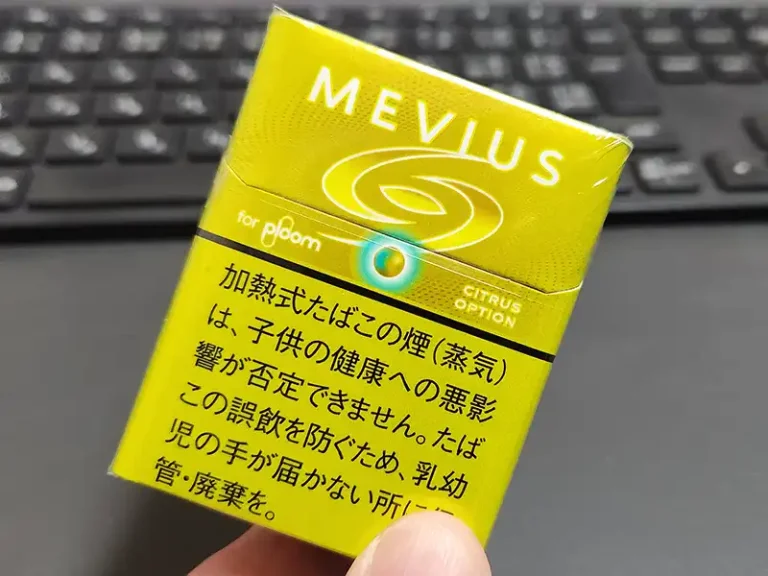 MEVIUS
for ploom
CITRUS
OPTION
加熱式たばこの煙(蒸気)
は、子供の健康への悪影
響が否定できません。たば
この誤飲を防ぐため、乳幼
児の手が届かない所に
管・廃棄を。